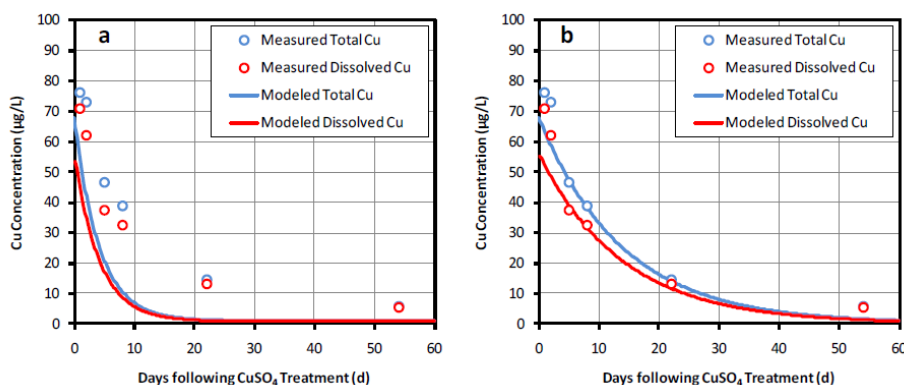 a
Measured Total Cu
Measured Dissolved Cu
Modeled Total Cu
Modeled Dissolved Cu
100
90
80
70
60
50
40
30
20
10
0
Cu Concentration (µg/L)
0 10 20 30 40 50 60
Days following CuSO₄ Treatment (d)
b
Measured Total Cu
Measured Dissolved Cu
Modeled Total Cu
Modeled Dissolved Cu
100
90
80
70
60
50
40
30
20
10
0
Cu Concentration (µg/L)
0 10 20 30 40 50 60
Days following CuSO₄ Treatment (d)